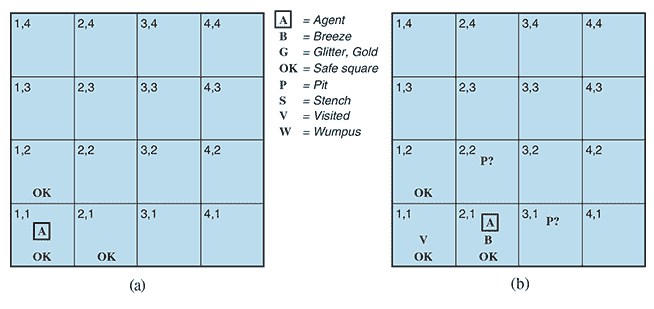 1,4 2,4 3,4 4,4
1,3 2,3 3,3 4,3
1,2 2,2 3,2 4,2
OK
1,1 2,1 3,1 4,1
A
OK OK
(a)
A = Agent
B = Breeze
G = Glitter, Gold
OK = Safe square
P = Pit
S = Stench
V = Visited
W = Wumpus
1,4 2,4 3,4 4,4
1,3 2,3 3,3 4,3
1,2 2,2 3,2 4,2
P?
OK
1,1 2,1 A 3,1 P? 4,1
V B
OK OK
(b)